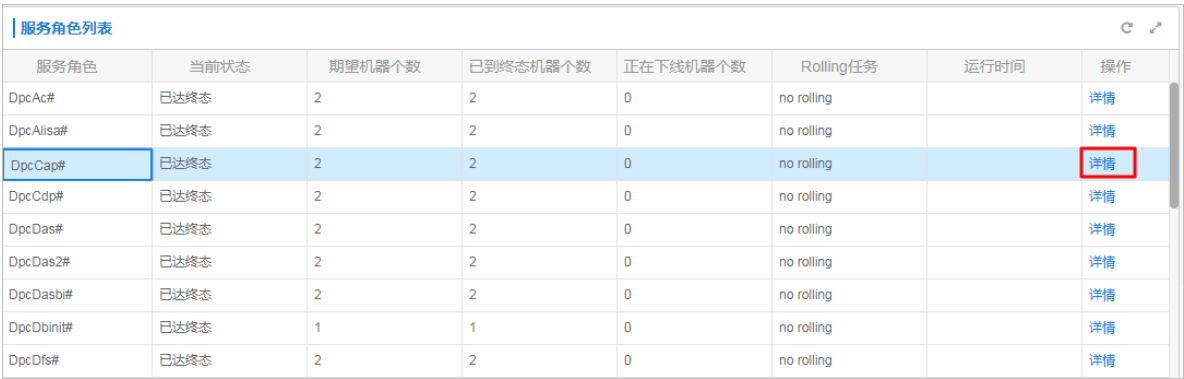 服务角色列表
服务角色 当前状态 期望机器个数 已到终态机器个数 正在下线机器个数 Rolling任务 运行时间 操作
DpcAc# 已达终态 2 2 0 no rolling 详情
DpcAlisa# 已达终态 2 2 0 no rolling 详情
DpcCap# 已达终态 2 2 0 no rolling 详情
DpcCdp# 已达终态 2 2 0 no rolling 详情
DpcDas# 已达终态 2 2 0 no rolling 详情
DpcDas2# 已达终态 2 2 0 no rolling 详情
DpcDasbi# 已达终态 2 2 0 no rolling 详情
DpcDbinit# 已达终态 1 1 0 no rolling 详情
DpcDfs# 已达终态 2 2 0 no rolling 详情